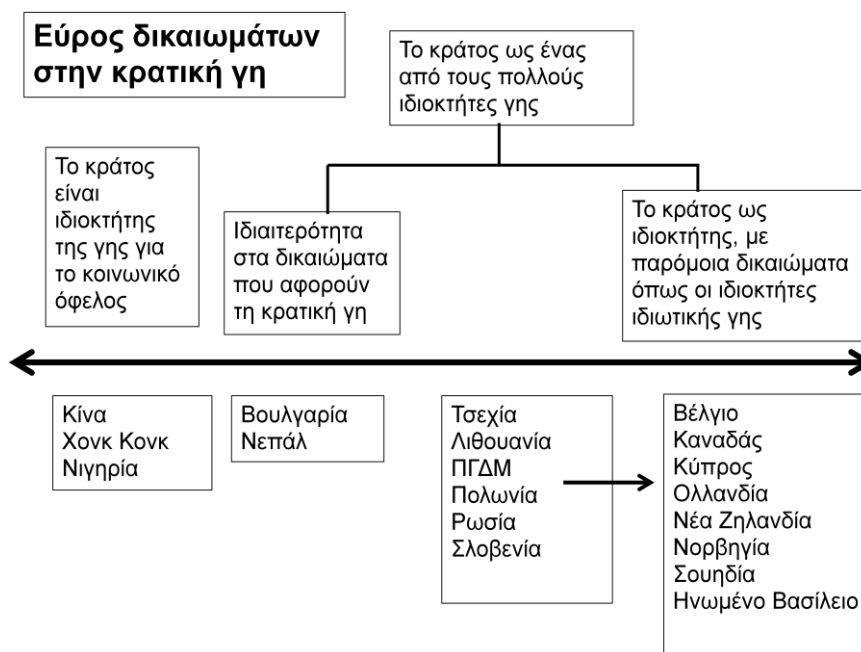 Εύρος δικαιωμάτων
στην κρατική γη
Το κράτος ως ένας
από τους πολλούς
ιδιοκτήτες γης
Το κράτος
είναι
ιδιοκτήτης
της γης για
το κοινωνικό
όφελος
Ιδιαιτερότητα
στα δικαιώματα
που αφορούν
τη κρατική γη
Το κράτος ως
ιδιοκτήτης, με
παρόμοια δικαιώματα
όπως οι ιδιοκτήτες
ιδιωτικής γης
Κίνα
Χονκ Κονκ
Νιγηρία
Βουλγαρία
Νεπάλ
Τσεχία
Λιθουανία
ΠΓΔΜ
Πολωνία
Ρωσία
Σλοβενία
Βέλγιο
Καναδάς
Κύπρος
Ολλανδία
Νέα Ζηλανδία
Νορβηγία
Σουηδία
Ηνωμένο Βασίλειο